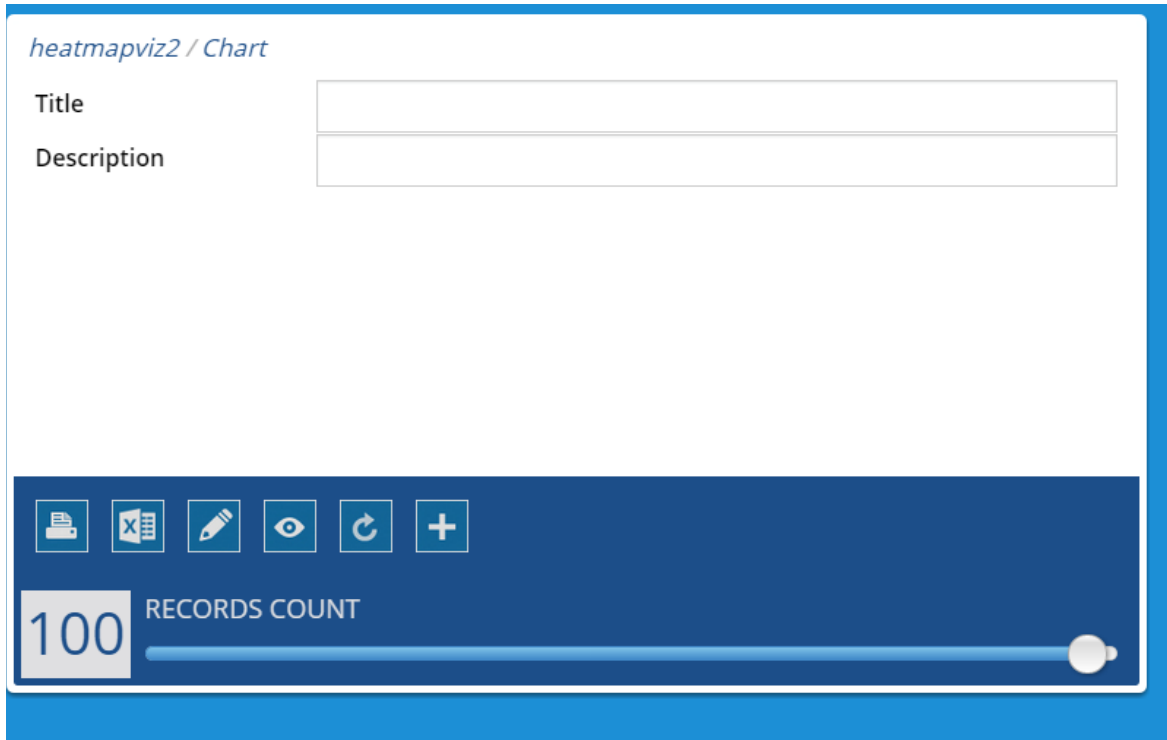 heatmapviz2 / Chart
Title
Description
X
100
RECORDS COUNT